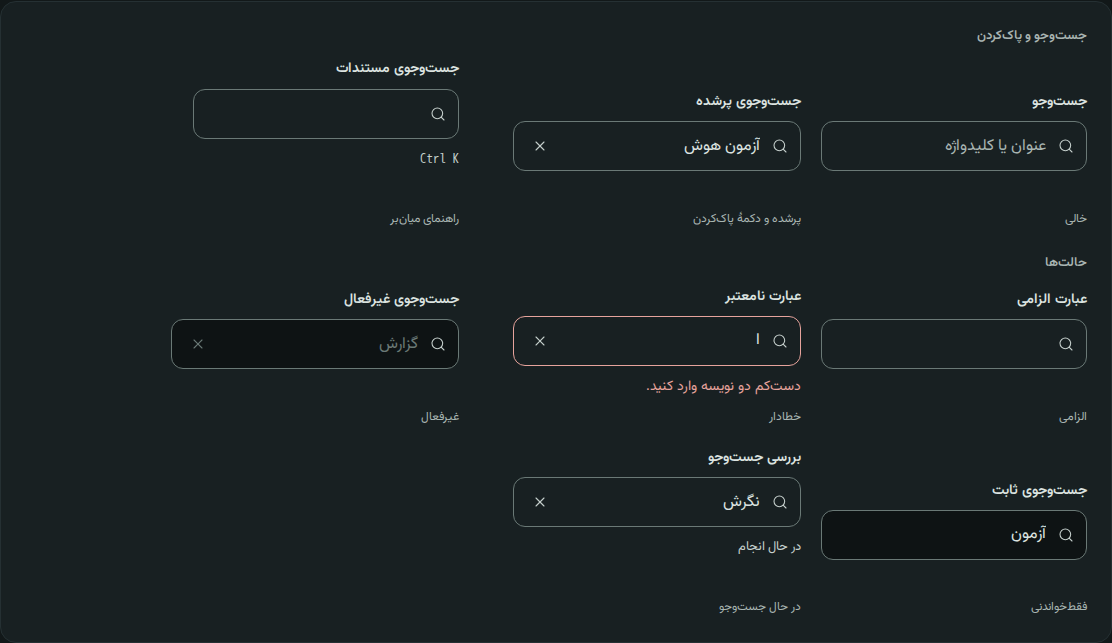 جست‌وجو و پاک‌کردن
جست‌وجو
عنوان یا کلیدواژه
خالی
جست‌وجوی پرشده
آزمون هوش
پرشده و دکمهٔ پاک‌کردن
جست‌وجوی مستندات
Ctrl K
راهنمای میان‌بر
حالت‌ها
عبارت الزامی
الزامی
عبارت نامعتبر
ا
دست‌کم دو نویسه وارد کنید.
خطادار
جست‌وجوی غیرفعال
گزارش
غیرفعال
جست‌وجوی ثابت
آزمون
فقط‌خواندنی
بررسی جست‌وجو
نگرش
در حال انجام
در حال جست‌وجو